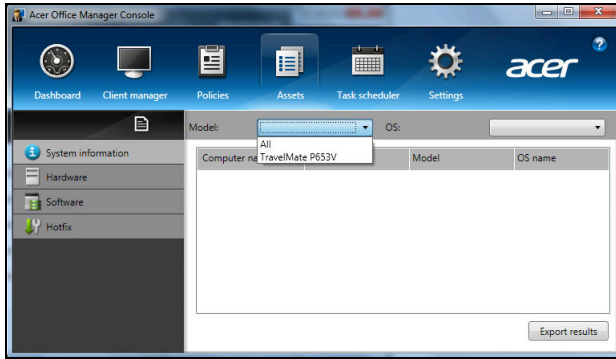 Acer Office Manager Console
Dashboard Client manager Policies Assets Task scheduler Settings acer ?
Model: OS:
All
TravelMate P653V
System information
Computer na Model OS name
Hardware
Software
Hotfix
Export results